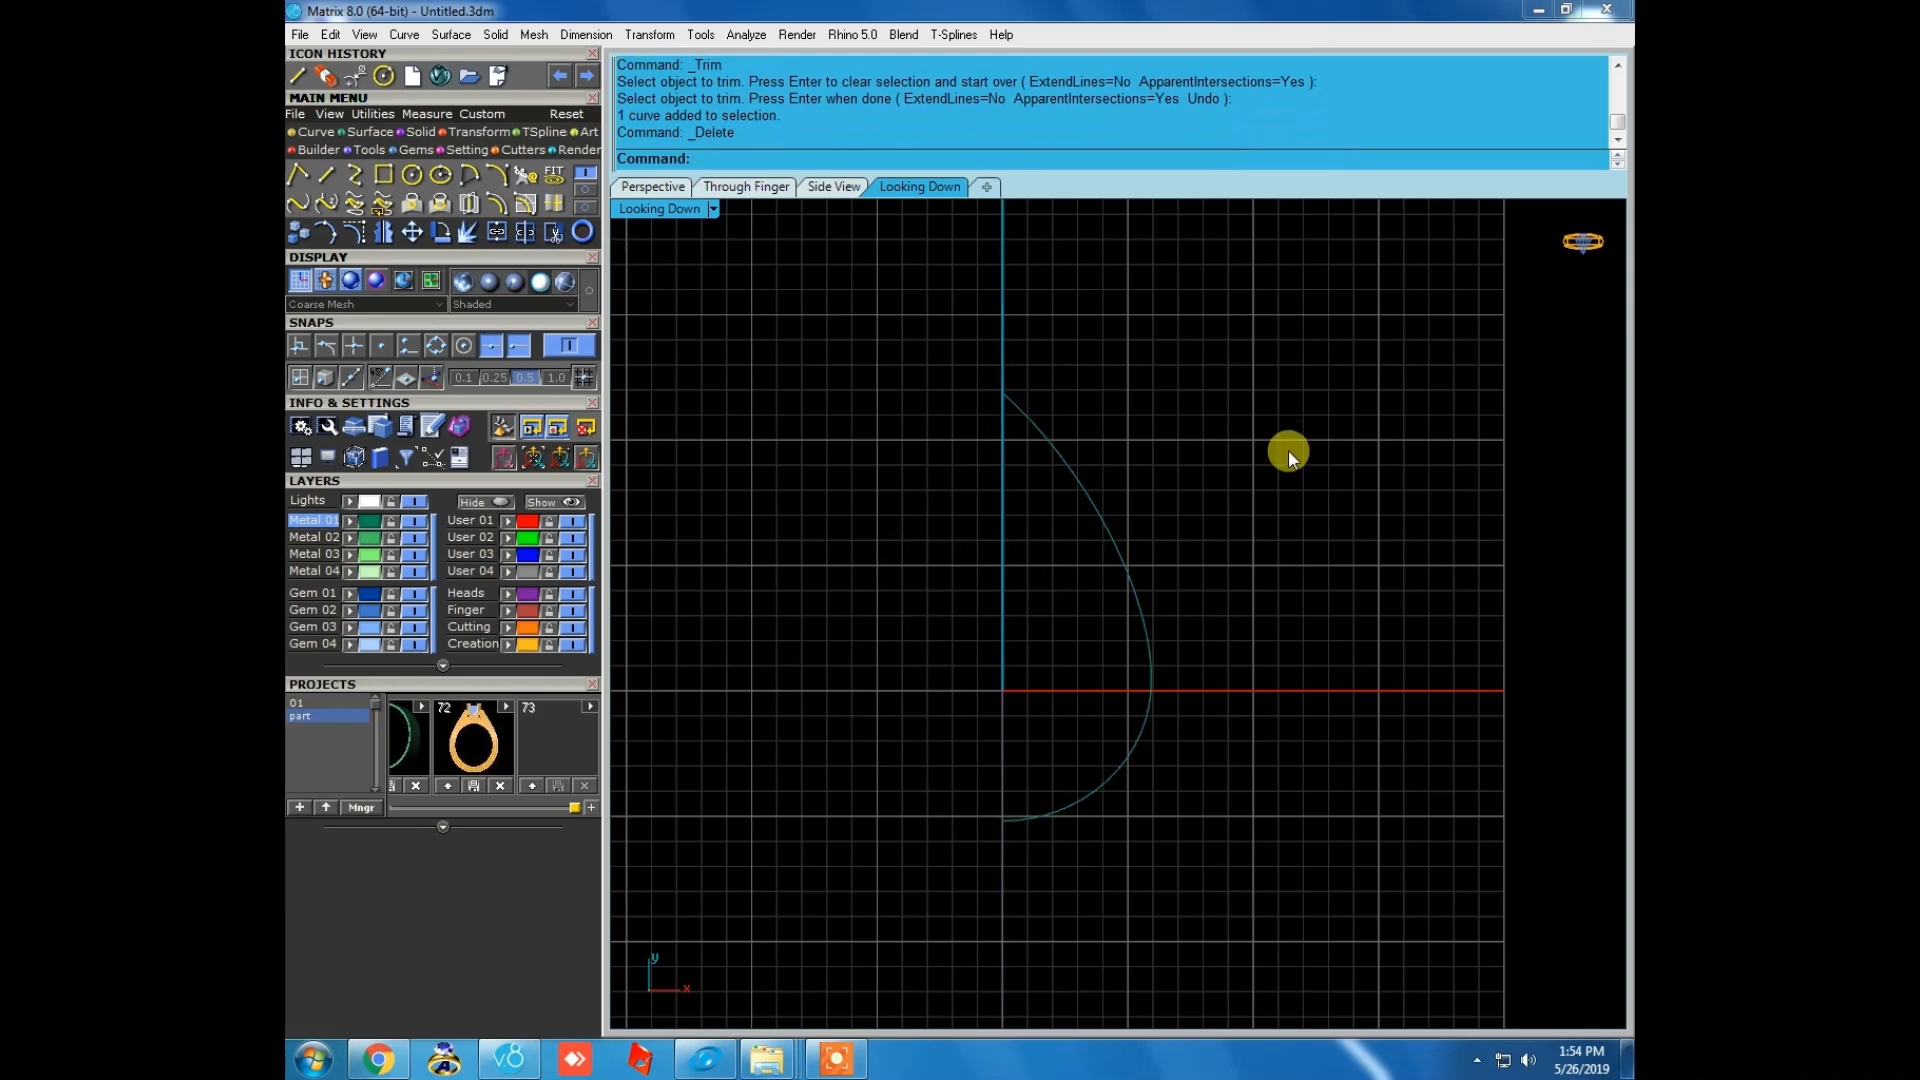 Matrix 8.0 (64-bit) - Untitled.3dm
File Edit View Curve Surface Solid Mesh Dimension Transform Tools Analyze Render Rhino 5.0 Blend T-Splines Help
ICON HISTORY
MAIN MENU
File View Utilities Measure Custom Reset
Curve Surface Solid Transform TSpline Art
Builder Tools Gems Setting Cutters Render
FIT
DISPLAY
Coarse Mesh Shaded
SNAPS
0.1 0.25 0.5 1.0
INFO & SETTINGS
LAYERS
Lights Hide Show
Metal 01 User 01
Metal 02 User 02
Metal 03 User 03
Metal 04 User 04
Gem 01 Heads
Gem 02 Finger
Gem 03 Cutting
Gem 04 Creation
PROJECTS
01
part
72 73
Mngr
Command: _Trim
Select object to trim. Press Enter to clear selection and start over ( ExtendLines=No ApparentIntersections=Yes ):
Select object to trim. Press Enter when done ( ExtendLines=No ApparentIntersections=Yes Undo ):
1 curve added to selection.
Command: _Delete
Command:
Perspective Through Finger Side View Looking Down
Looking Down
y
x
v8
1:54 PM
5/26/2019